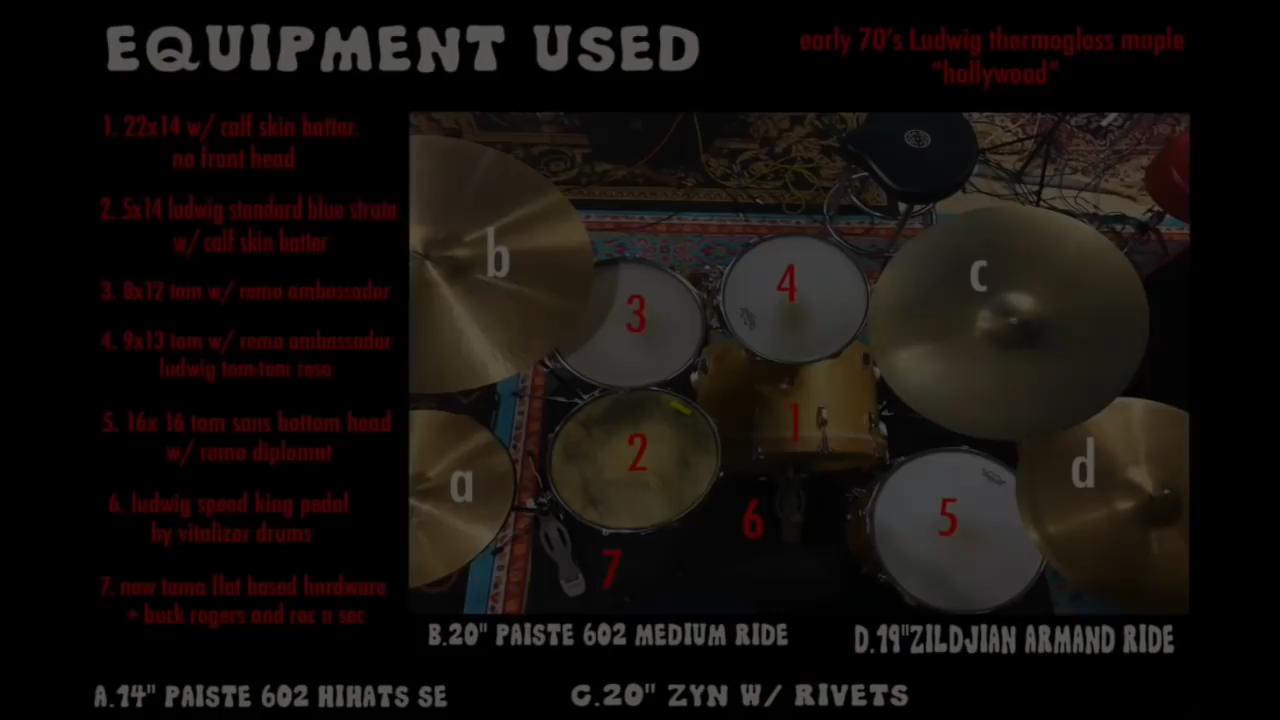 EQUIPMENT USED
early 70's Ludwig thermogloss maple
"hollywood"
1. 22x14 w/ calf skin batter
no front head
2. 5x14 ludwig standard blue strata
w/ calf skin batter
3. 8x12 tom w/ remo ambassador
4. 9x13 tom w/ remo ambassador
ludwig tom-tom rosa
5. 16x 16 tom sans bottom head
w/ remo diplomat
6. ludwig speed king pedal
by vitalizer drums
7. new tama flat based hardware
+ buck rogers and roc n soc
b
c
4
3
1
2
a
d
5
6
7
B.20" PAISTE 602 MEDIUM RIDE
D.19"ZILDJIAN ARMAND RIDE
A.14" PAISTE 602 HIHATS SE
C.20" ZYN W/ RIVETS